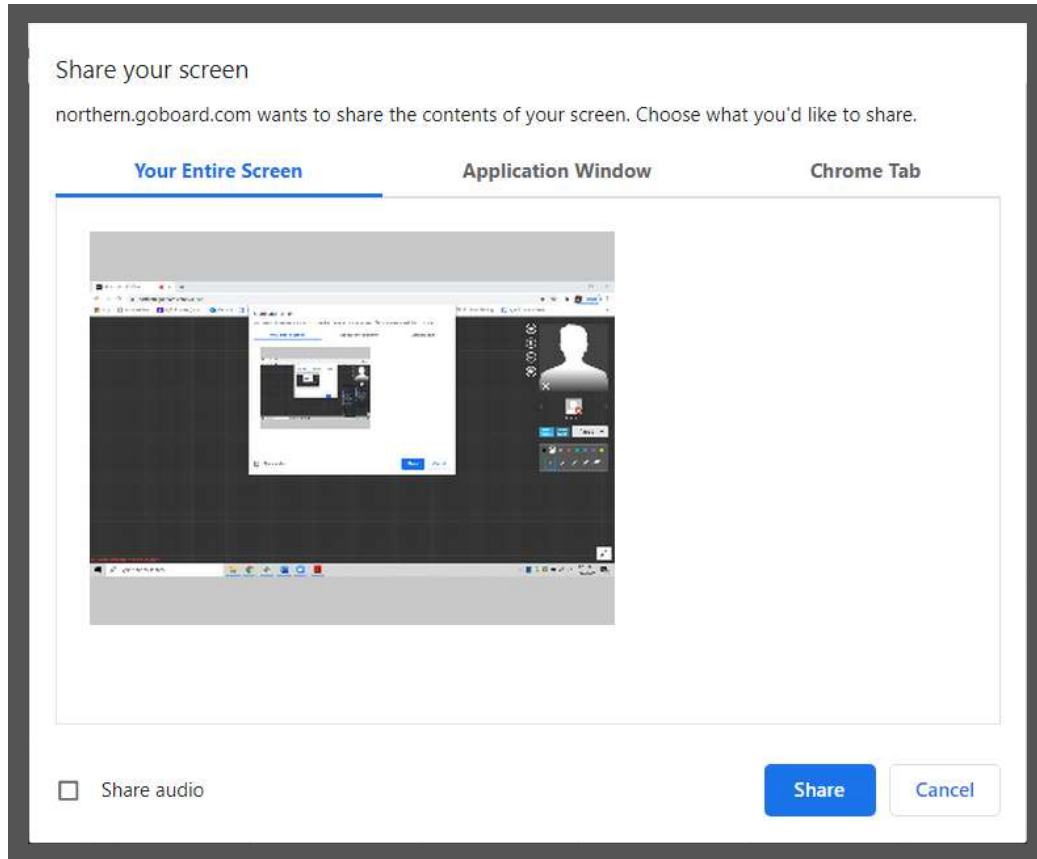 Share your screen
northern.goboard.com wants to share the contents of your screen. Choose what you'd like to share.
Your Entire Screen
Application Window
Chrome Tab
Share audio
Share
Cancel